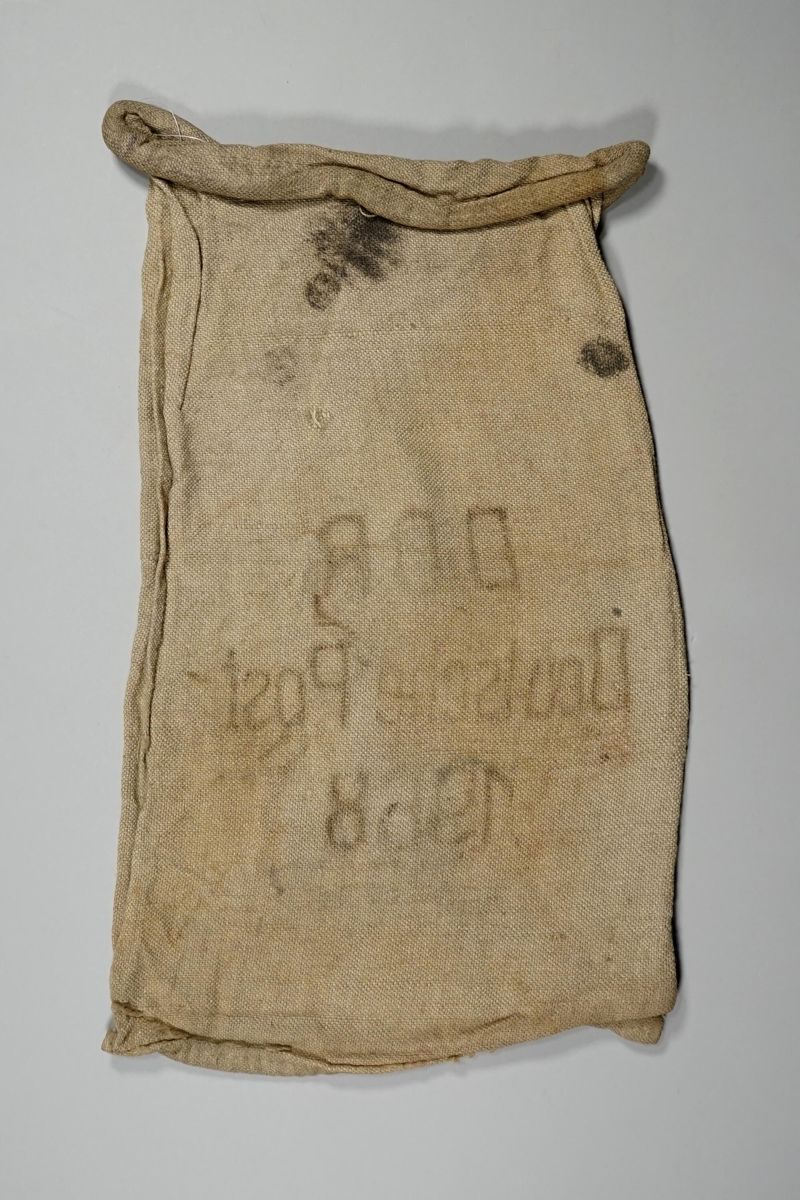 DDR
Deutsche Post
1968